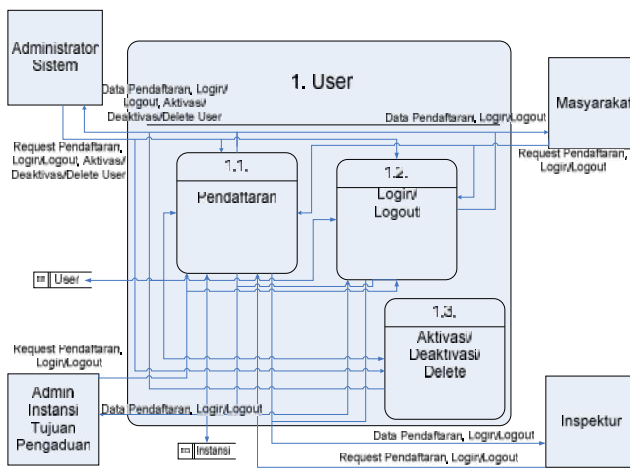 Administrator
Sistem
1. User
Data Pendaftaran, Login/
Logout, Aktivasi/
Deaktivasi/Delete User
Data Pendaftaran, Login/Logout
Masyarakat
Request Pendaftaran,
Login/Logout, Aktivasi/
Deaktivasi/Delete User
Request Pendaftaran,
Login/Logout
1.1.
Pendaftaran
1.2.
Login/
Logout
User
1.3.
Aktivasi/
Deaktivasi/
Delete
Request Pendaftaran,
Login/Logout
Admin
Instansi
Tujuan
Pengaduan
Data Pendaftaran, Login/Logout
Instansi
Data Pendaftaran, Login/Logout
Request Pendaftaran, Login/Logout
Inspektur